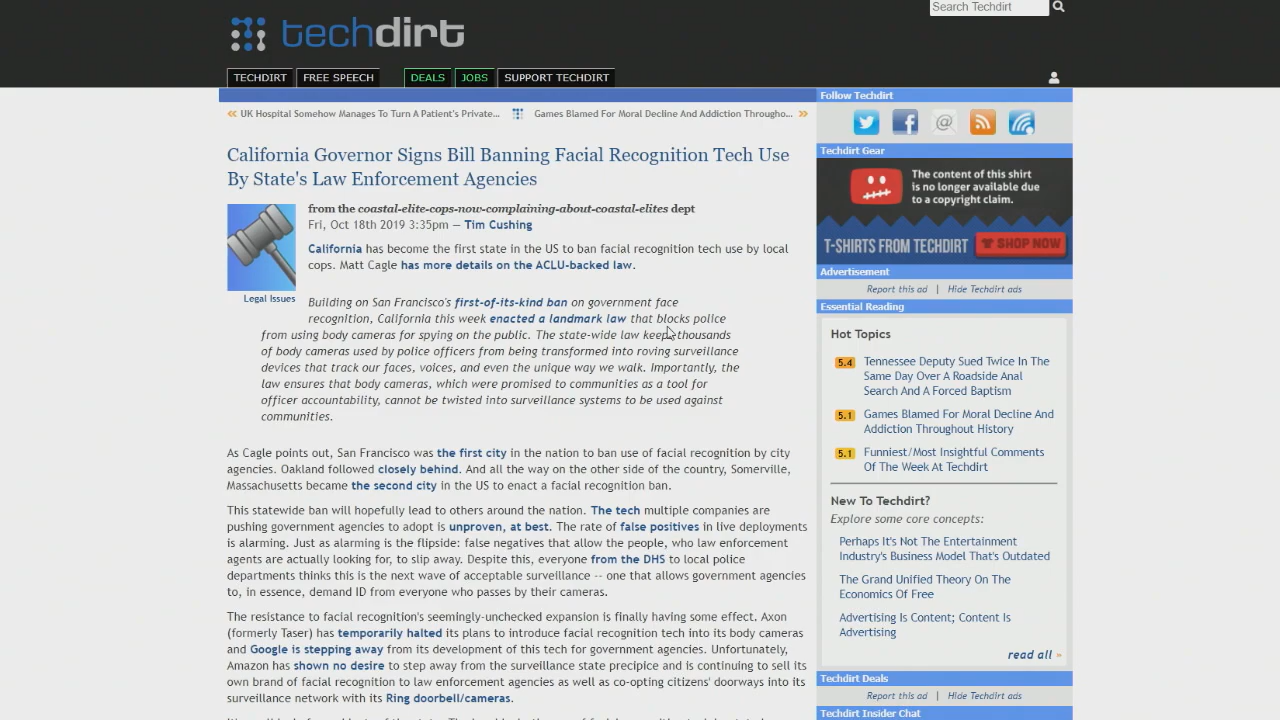 techdirt
Search Techdirt
TECHDIRT
FREE SPEECH
DEALS
JOBS
SUPPORT TECHDIRT
« UK Hospital Somehow Manages To Turn A Patient's Private...
Games Blamed For Moral Decline And Addiction Througho... »
California Governor Signs Bill Banning Facial Recognition Tech Use
By State's Law Enforcement Agencies
Legal Issues
from the coastal-elite-cops-now-complaining-about-coastal-elites dept
Fri, Oct 18th 2019 3:35pm — Tim Cushing
California has become the first state in the US to ban facial recognition tech use by local
cops. Matt Cagle has more details on the ACLU-backed law.
Building on San Francisco's first-of-its-kind ban on government face
recognition, California this week enacted a landmark law that blocks police
from using body cameras for spying on the public. The state-wide law keeps thousands
of body cameras used by police officers from being transformed into roving surveillance
devices that track our faces, voices, and even the unique way we walk. Importantly, the
law ensures that body cameras, which were promised to communities as a tool for
officer accountability, cannot be twisted into surveillance systems to be used against
communities.
As Cagle points out, San Francisco was the first city in the nation to ban use of facial recognition by city
agencies. Oakland followed closely behind. And all the way on the other side of the country, Somerville,
Massachusetts became the second city in the US to enact a facial recognition ban.
This statewide ban will hopefully lead to others around the nation. The tech multiple companies are
pushing government agencies to adopt is unproven, at best. The rate of false positives in live deployments
is alarming. Just as alarming is the flipside: false negatives that allow the people, who law enforcement
agents are actually looking for, to slip away. Despite this, everyone from the DHS to local police
departments thinks this is the next wave of acceptable surveillance -- one that allows government agencies
to, in essence, demand ID from everyone who passes by their cameras.
The resistance to facial recognition's seemingly-unchecked expansion is finally having some effect. Axon
(formerly Taser) has temporarily halted its plans to introduce facial recognition tech into its body cameras
and Google is stepping away from its development of this tech for government agencies. Unfortunately,
Amazon has shown no desire to step away from the surveillance state precipice and is continuing to sell its
own brand of facial recognition to law enforcement agencies as well as co-opting citizens' doorways into its
surveillance network with its Ring doorbell/cameras.
Follow Techdirt
Techdirt Gear
The content of this shirt
is no longer available due
to a copyright claim.
T-SHIRTS FROM TECHDIRT
SHOP NOW
Advertisement
Report this ad | Hide Techdirt ads
Essential Reading
Hot Topics
5.4 Tennessee Deputy Sued Twice In The
Same Day Over A Roadside Anal
Search And A Forced Baptism
5.1 Games Blamed For Moral Decline And
Addiction Throughout History
5.1 Funniest/Most Insightful Comments
Of The Week At Techdirt
New To Techdirt?
Explore some core concepts:
Perhaps It's Not The Entertainment
Industry's Business Model That's Outdated
The Grand Unified Theory On The
Economics Of Free
Advertising Is Content; Content Is
Advertising
read all »
Techdirt Deals
Report this ad | Hide Techdirt ads
Techdirt Insider Chat